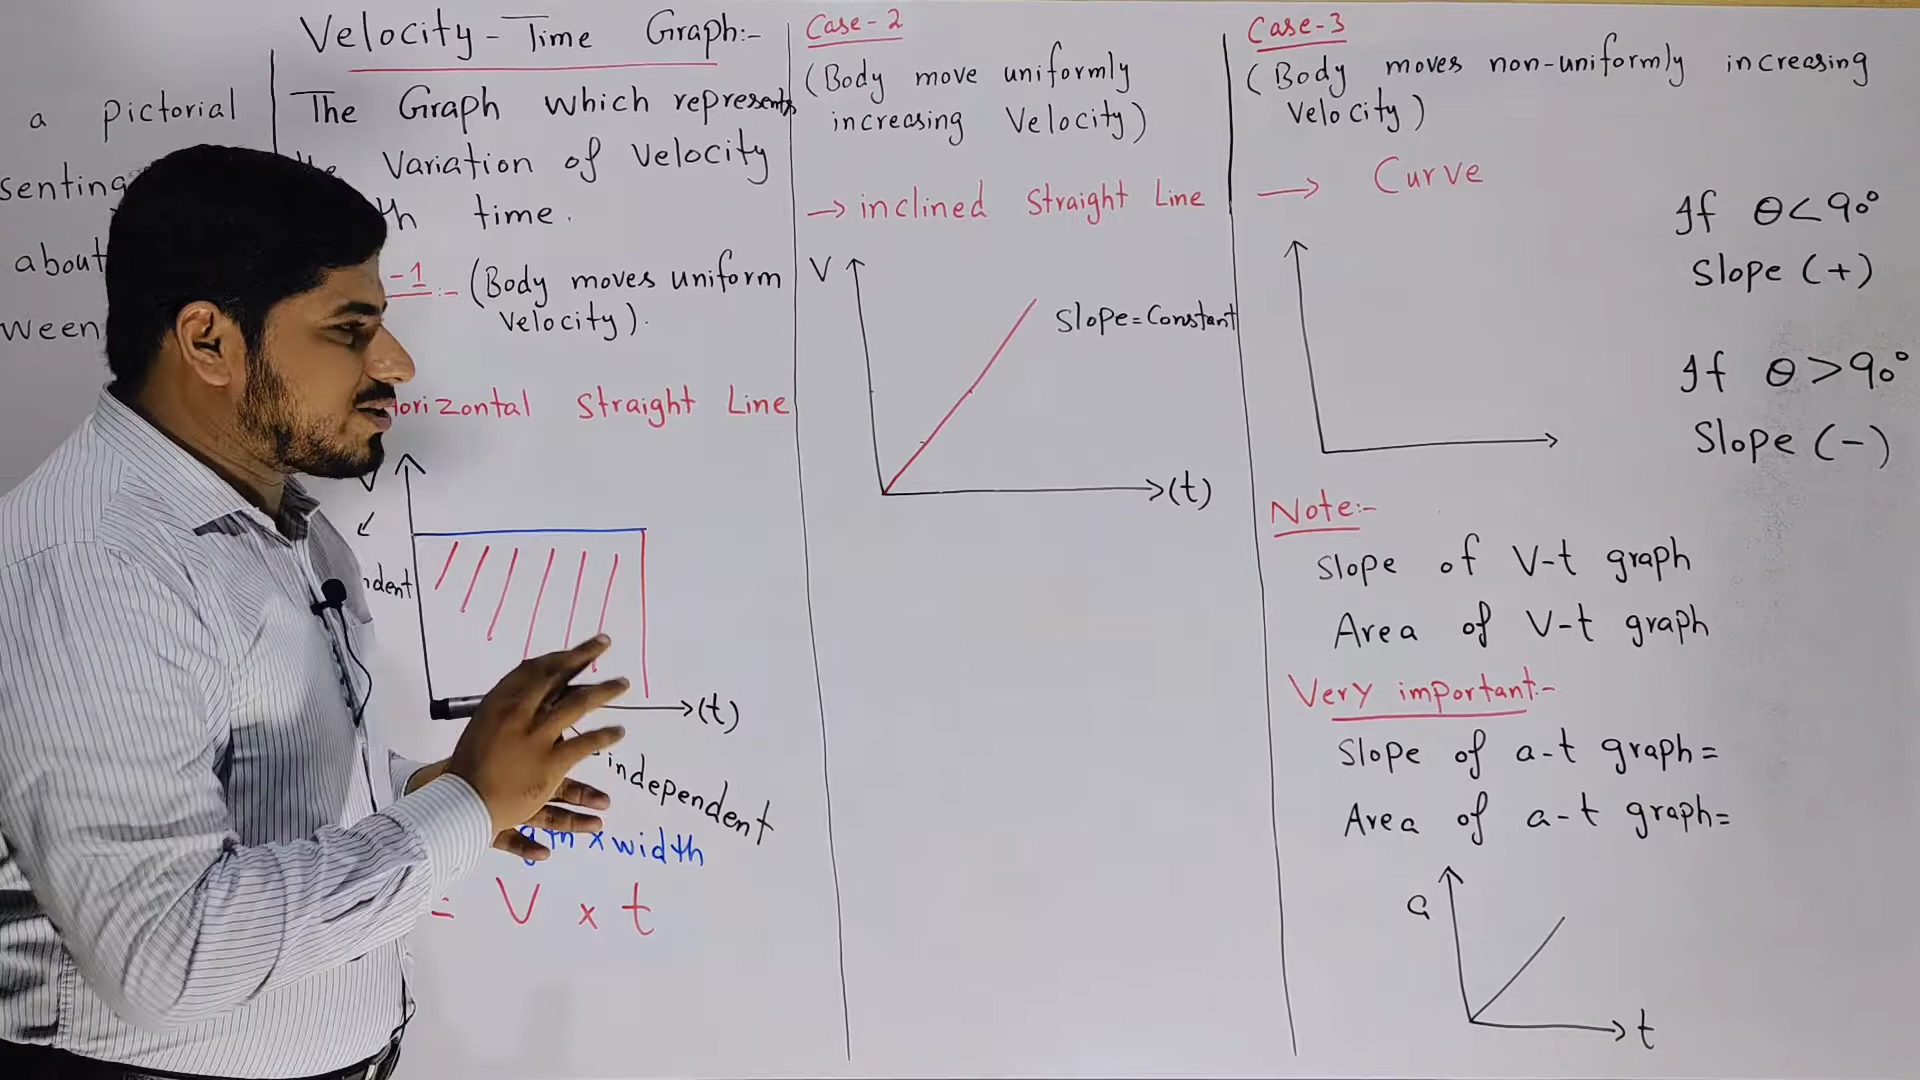 a pictorial
senting
about
ween
Velocity - Time Graph:-
The Graph which represents
Variation of Velocity
time.
-1 :- (Body moves uniform
Velocity).
Horizontal Straight Line
V
ndent
(t)
independent
gth x width
= V x t
Case-2
(Body move uniformly
increasing Velocity)
→ inclined Straight Line
V
Slope=Constant
(t)
Case-3
(Body moves non-uniformly increasing
Velocity)
→ Curve
If θ<90°
Slope (+)
If θ>90°
Slope (-)
Note:-
Slope of V-t graph
Area of V-t graph
Very important:-
Slope of a-t graph=
Area of a-t graph=
a
t